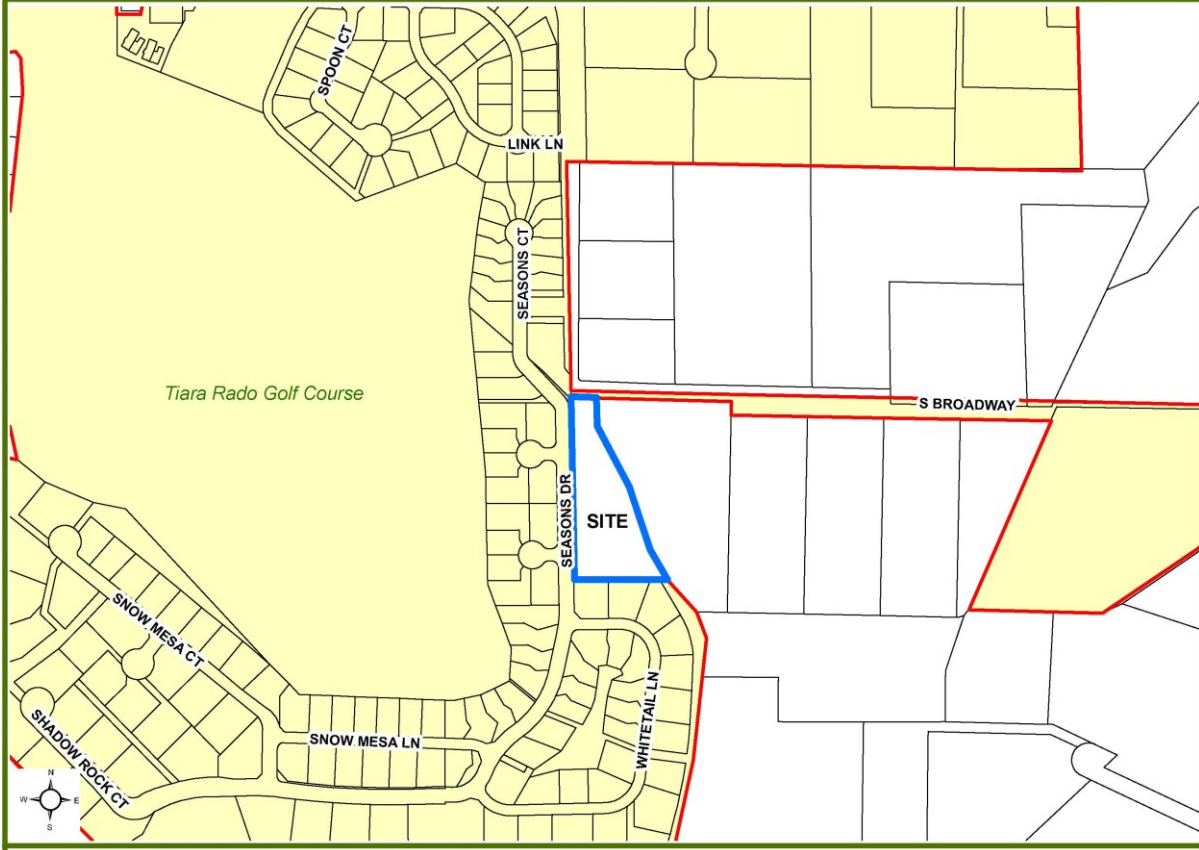 SPOON CT
LINK LN
SEASONS CT
Tiara Rado Golf Course
S BROADWAY
SEASONS DR
SITE
SNOW MESA CT
WHITETAIL LN
SHADOW ROCK CT
SNOW MESA LN
N
W E
S